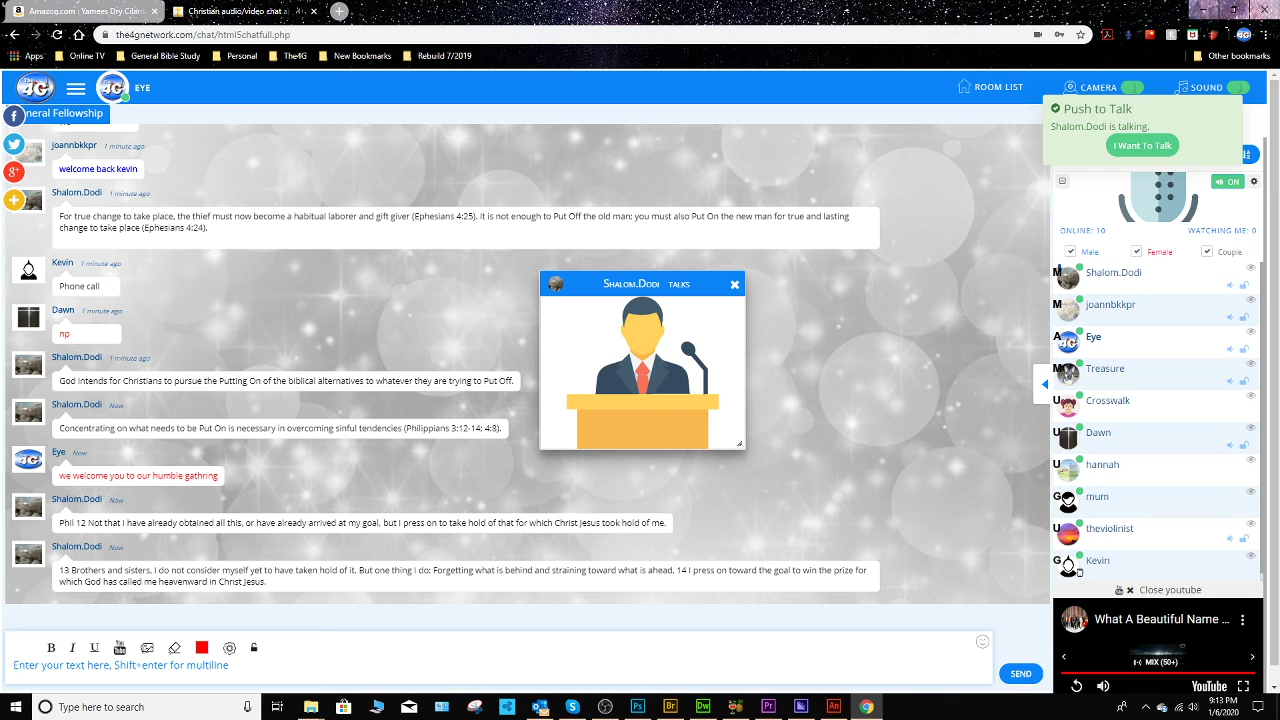 Amazon.com : Yamees Dry Cilan
Christian audio/video chat a
the4gnetwork.com/chat/html5chatfull.php
Apps
Online TV
General Bible Study
Personal
The4G
New Bookmarks
Rebuild 7/2019
Other bookmarks
4G
4G
EYE
ROOM LIST
CAMERA
SOUND
neral Fellowship
Push to Talk
Shalom.Dodi is talking.
I Want To Talk
joannbkkpr 1 minute ago
welcome back kevin
Shalom.Dodi 1 minute ago
For true change to take place, the thief must now become a habitual laborer and gift giver (Ephesians 4:25). It is not enough to Put Off the old man; you must also Put On the new man for true and lasting
change to take place (Ephesians 4:24).
Kevin 1 minute ago
Phone call
Dawn 1 minute ago
np
Shalom.Dodi 1 minute ago
God intends for Christians to pursue the Putting On of the biblical alternatives to whatever they are trying to Put Off.
Shalom.Dodi Now
Concentrating on what needs to be Put On is necessary in overcoming sinful tendencies (Philippians 3:12-14: 4:8).
Eye Now
we welcome you to our humble gathring
Shalom.Dodi Now
Phil 12 Not that I have already obtained all this, or have already arrived at my goal, but I press on to take hold of that for which Christ Jesus took hold of me.
Shalom.Dodi Now
13 Brothers and sisters, I do not consider myself yet to have taken hold of it. But one thing I do: Forgetting what is behind and straining toward what is ahead, 14 I press on toward the goal to win the prize for
which God has called me heavenward in Christ Jesus.
Shalom.Dodi talks
ON
ONLINE: 10
WATCHING ME: 0
Male
Female
Couple
M Shalom.Dodi
M joannbkkpr
A Eye
M Treasure
U Crosswalk
U Dawn
U hannah
G mum
U theviolinist
G Kevin
Close youtube
What A Beautiful Name ...
MIX (50+)
YouTube
B I U
Enter your text here, Shift+enter for multiline
SEND
Type here to search
Ps
Br
Dw
Pr
An
9:13 PM
1/6/2020